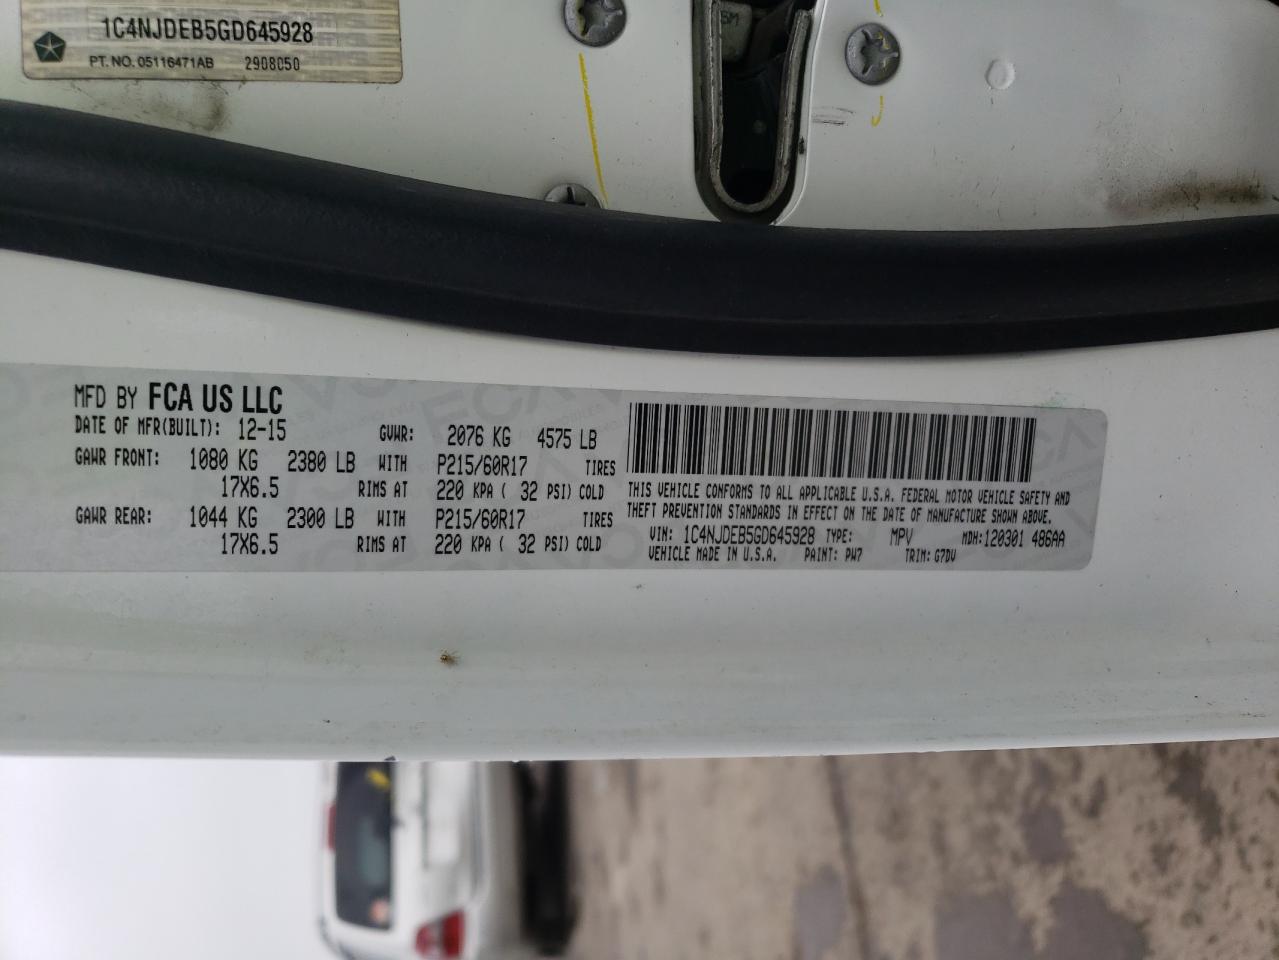 1C4NJDEB5GD645928
PT. NO. 05116471AB 2908050
SM
MFD BY FCA US LLC
DATE OF MFR(BUILT): 12-15 GVWR: 2076 KG 4575 LB
GAWR FRONT: 1080 KG 2380 LB WITH P215/60R17 TIRES
17X6.5 RIMS AT 220 KPA ( 32 PSI) COLD
GAWR REAR: 1044 KG 2300 LB WITH P215/60R17 TIRES
17X6.5 RIMS AT 220 KPA ( 32 PSI) COLD
THIS VEHICLE CONFORMS TO ALL APPLICABLE U.S.A. FEDERAL MOTOR VEHICLE SAFETY AND
THEFT PREVENTION STANDARDS IN EFFECT ON THE DATE OF MANUFACTURE SHOWN ABOVE.
VIN: 1C4NJDEB5GD645928 TYPE: MPV MDH:120301 486AA
VEHICLE MADE IN U.S.A. PAINT: PW7 TRIM: G7DV